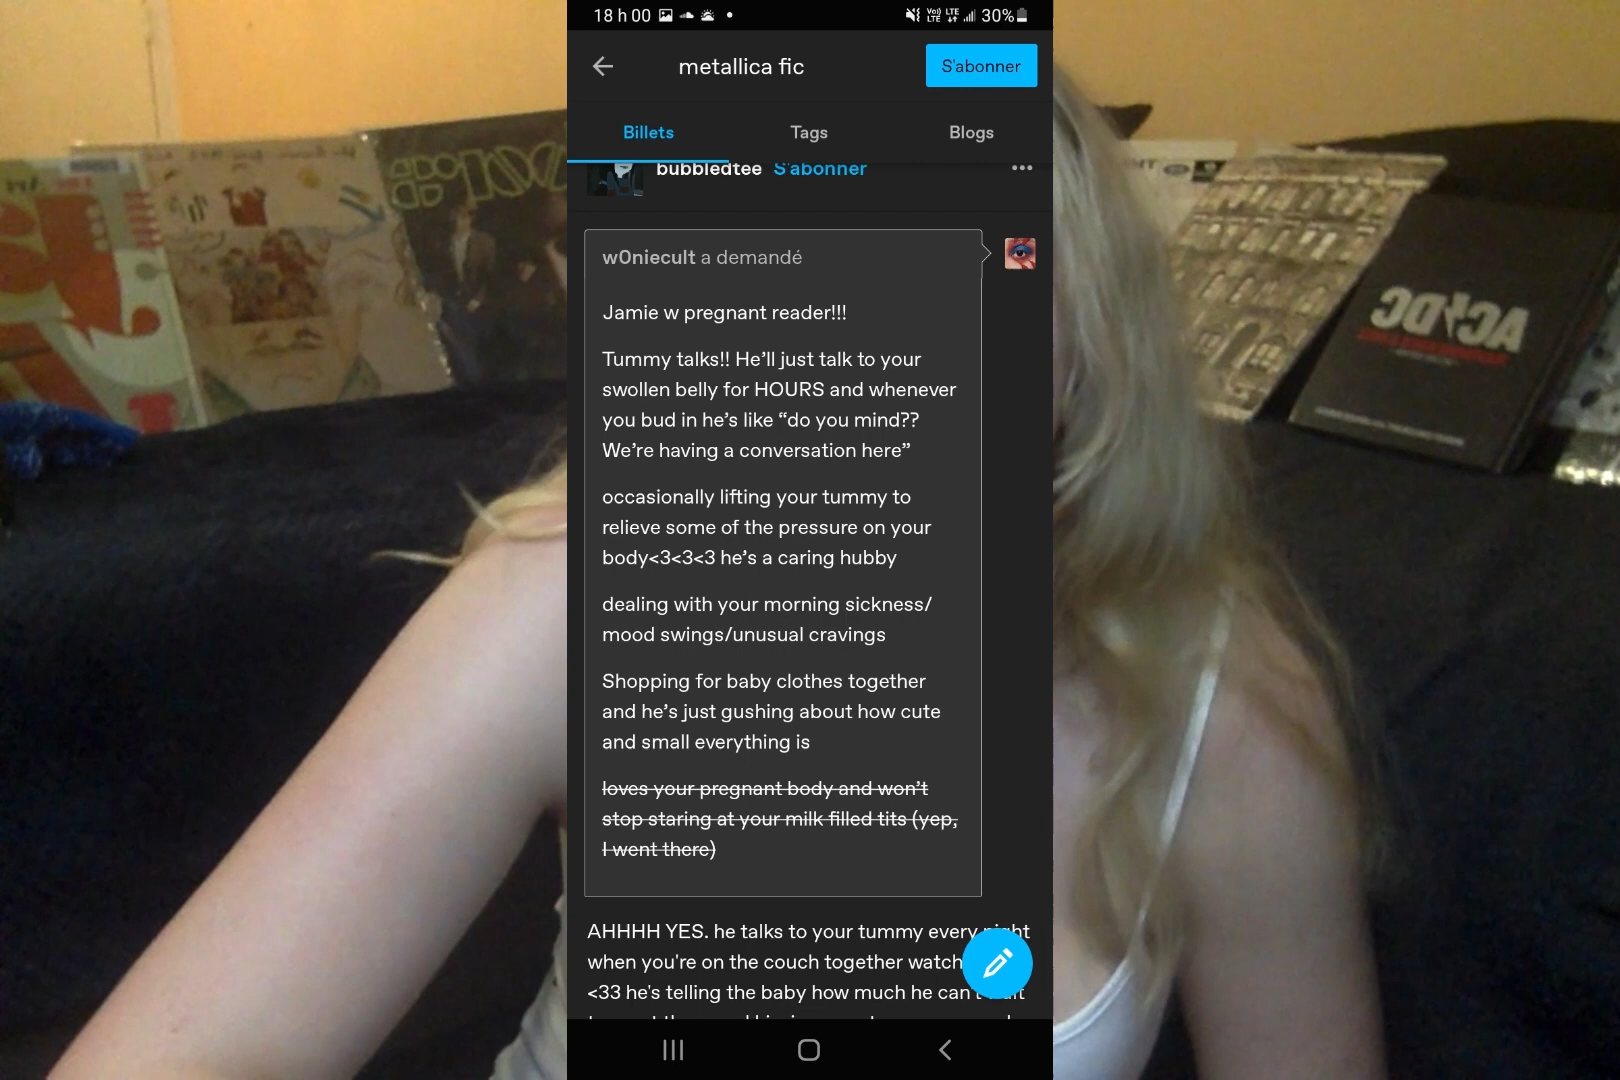 18 h 00
Vo))
LTE
LTE
30%
metallica fic
S'abonner
Billets
Tags
Blogs
bubbledtee S'abonner
w0niecult a demandé
Jamie w pregnant reader!!!
Tummy talks!! He’ll just talk to your
swollen belly for HOURS and whenever
you bud in he’s like “do you mind??
We’re having a conversation here”
occasionally lifting your tummy to
relieve some of the pressure on your
body<3<3<3 he’s a caring hubby
dealing with your morning sickness/
mood swings/unusual cravings
Shopping for baby clothes together
and he’s just gushing about how cute
and small everything is
loves your pregnant body and won’t
stop staring at your milk filled tits (yep,
I went there)
AHHHH YES. he talks to your tummy every night
when you're on the couch together watch
<33 he's telling the baby how much he can't
AC/DC